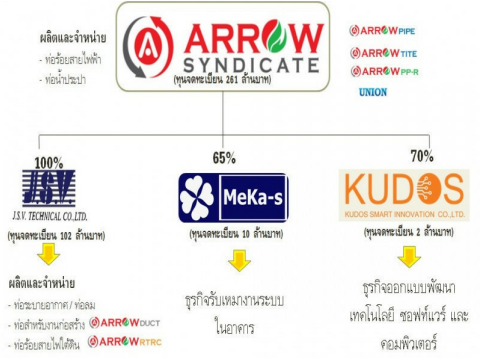 ผลิตและจำหน่าย
- ท่อร้อยสายไฟฟ้า
- ท่อน้ำประปา
A ARROW
SYNDICATE
(ทุนจดทะเบียน 261 ล้านบาท)
ARROW PIPE
ARROW TITE
ARROW PP-R
UNION
100%
65%
70%
J.S.V.
J.S.V. TECHNICAL CO.,LTD.
(ทุนจดทะเบียน 102 ล้านบาท)
MeKa-s
(ทุนจดทะเบียน 10 ล้านบาท)
KUDOS
KUDOS SMART INNOVATION CO.,LTD.
(ทุนจดทะเบียน 2 ล้านบาท)
ผลิตและจำหน่าย
- ท่อระบายอากาศ / ท่อลม
- ท่อสำหรับงานก่อสร้าง ARROW DUCT
- ท่อร้อยสายไฟใต้ดิน ARROW RTRC
ธุรกิจรับเหมางานระบบ
ในอาคาร
ธุรกิจออกแบบพัฒนา
เทคโนโลยี ซอฟท์แวร์ และ
คอมพิวเตอร์